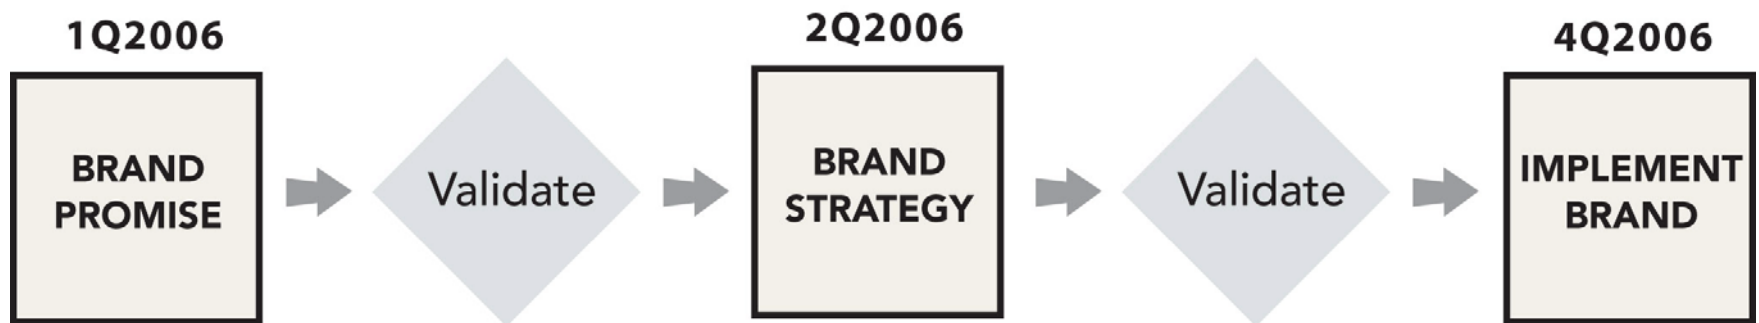 1Q2006
BRAND
PROMISE
Validate
2Q2006
BRAND
STRATEGY
Validate
4Q2006
IMPLEMENT
BRAND